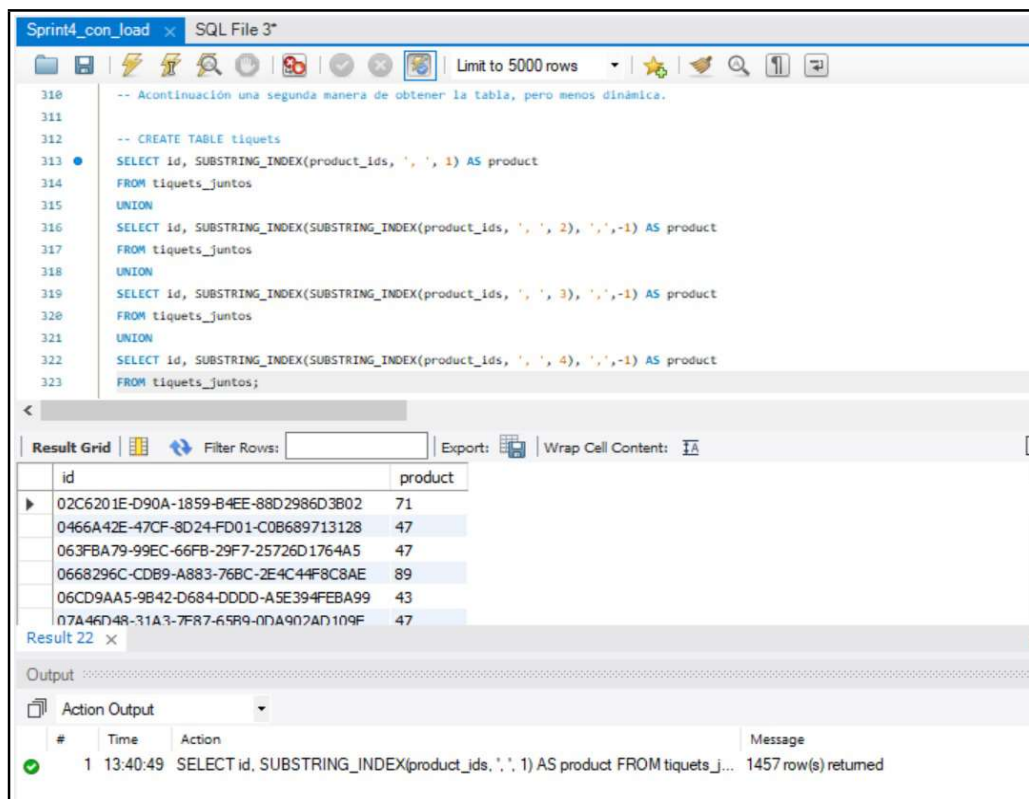 Sprint4_con_load × SQL File 3*
Limit to 5000 rows
310 -- Acontinuación una segunda manera de obtener la tabla, pero menos dinámica.
311
312 -- CREATE TABLE tiquets
313 SELECT id, SUBSTRING_INDEX(product_ids, ', ', 1) AS product
314 FROM tiquets_juntos
315 UNION
316 SELECT id, SUBSTRING_INDEX(SUBSTRING_INDEX(product_ids, ', ', 2), ',',-1) AS product
317 FROM tiquets_juntos
318 UNION
319 SELECT id, SUBSTRING_INDEX(SUBSTRING_INDEX(product_ids, ', ', 3), ',',-1) AS product
320 FROM tiquets_juntos
321 UNION
322 SELECT id, SUBSTRING_INDEX(SUBSTRING_INDEX(product_ids, ', ', 4), ',',-1) AS product
323 FROM tiquets_juntos;
Result Grid Filter Rows: Export: Wrap Cell Content:
id product
02C6201E-D90A-1859-B4EE-88D2986D3B02 71
0466A42E-47CF-8D24-FD01-C0B689713128 47
063FBA79-99EC-66FB-29F7-25726D1764A5 47
0668296C-CDB9-A883-76BC-2E4C44F8C8AE 89
06CD9AA5-9B42-D684-DDDD-A5E394FEBA99 43
07A46D48-31A3-7E87-65B9-0DA902AD109F 47
Result 22 ×
Output
Action Output
# Time Action Message
1 13:40:49 SELECT id, SUBSTRING_INDEX(product_ids, ', ', 1) AS product FROM tiquets_j... 1457 row(s) returned